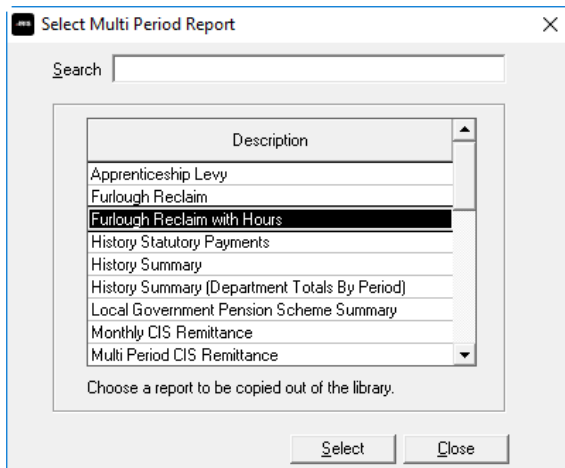 Select Multi Period Report
Search
Description
Apprenticeship Levy
Furlough Reclaim
Furlough Reclaim with Hours
History Statutory Payments
History Summary
History Summary (Department Totals By Period)
Local Government Pension Scheme Summary
Monthly CIS Remittance
Multi Period CIS Remittance
Choose a report to be copied out of the library.
Select Close